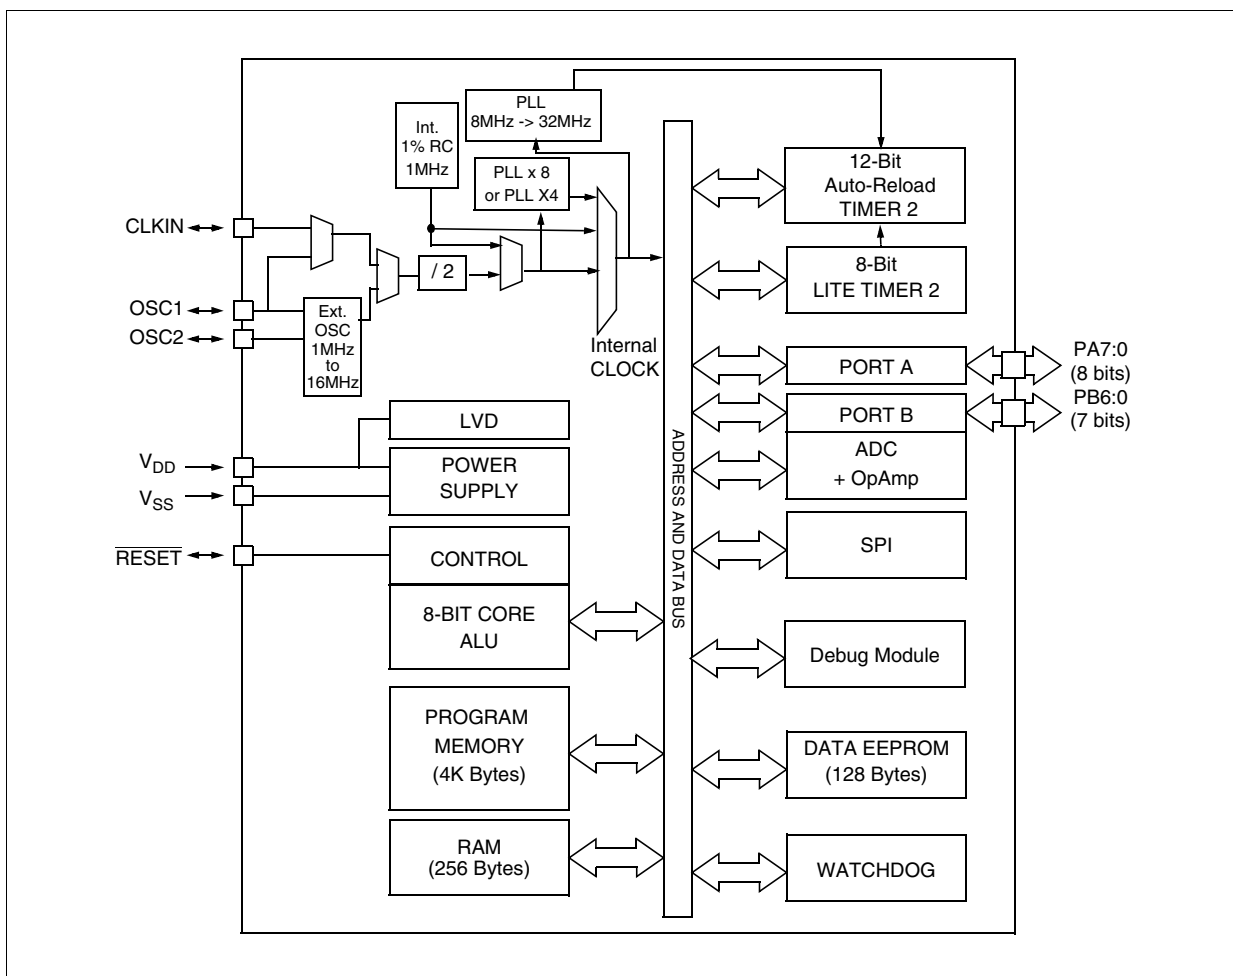 PLL
8MHz -> 32MHz
Int.
1% RC
1MHz
PLL x 8
or PLL X4
12-Bit
Auto-Reload
TIMER 2
CLKIN
/ 2
8-Bit
LITE TIMER 2
OSC1
OSC2
Ext.
OSC
1MHz
to
16MHz
Internal
CLOCK
PORT A
PA7:0
(8 bits)
PORT B
PB6:0
(7 bits)
LVD
ADC
+ OpAmp
VDD
VSS
POWER
SUPPLY
ADDRESS AND DATA BUS
SPI
RESET
CONTROL
8-BIT CORE
ALU
Debug Module
PROGRAM
MEMORY
(4K Bytes)
DATA EEPROM
(128 Bytes)
RAM
(256 Bytes)
WATCHDOG